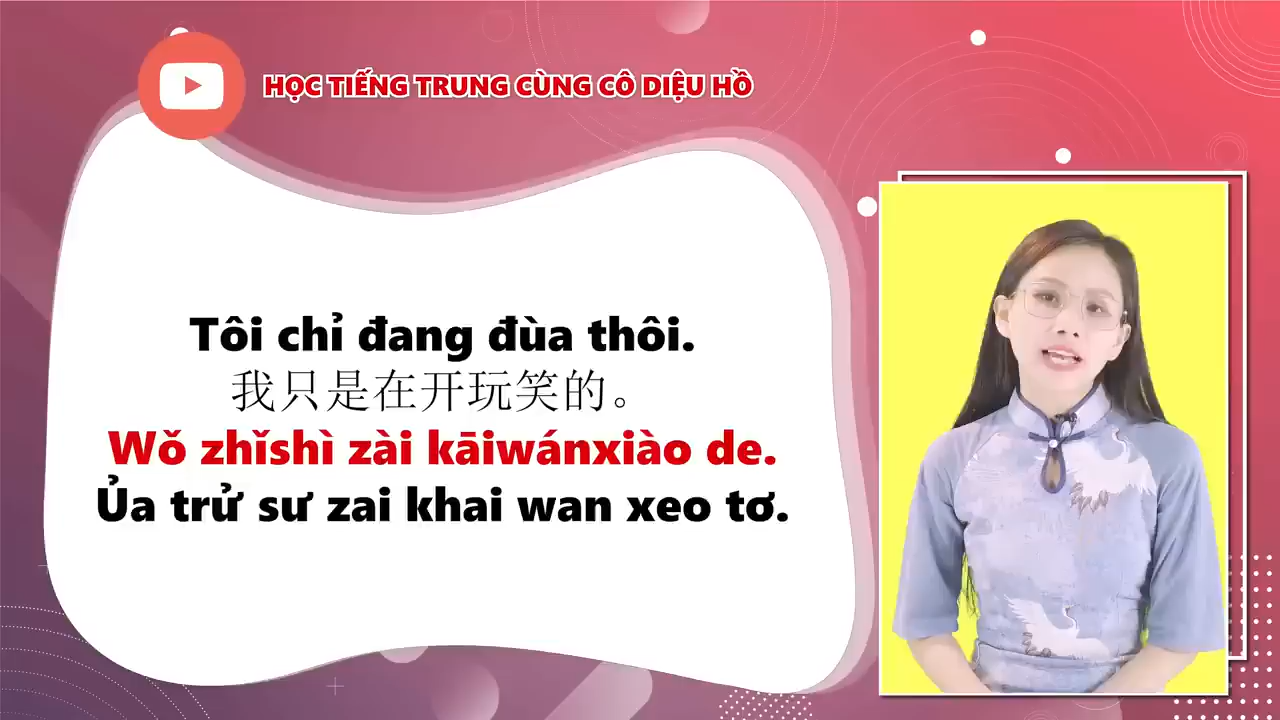 HỌC TIẾNG TRUNG CÙNG CÔ DIỆU HỒ
Tôi chỉ đang đùa thôi.
我只是在开玩笑的。
Wǒ zhǐshì zài kāiwánxiào de.
Ủa trử sư zai khai wan xeo tơ.